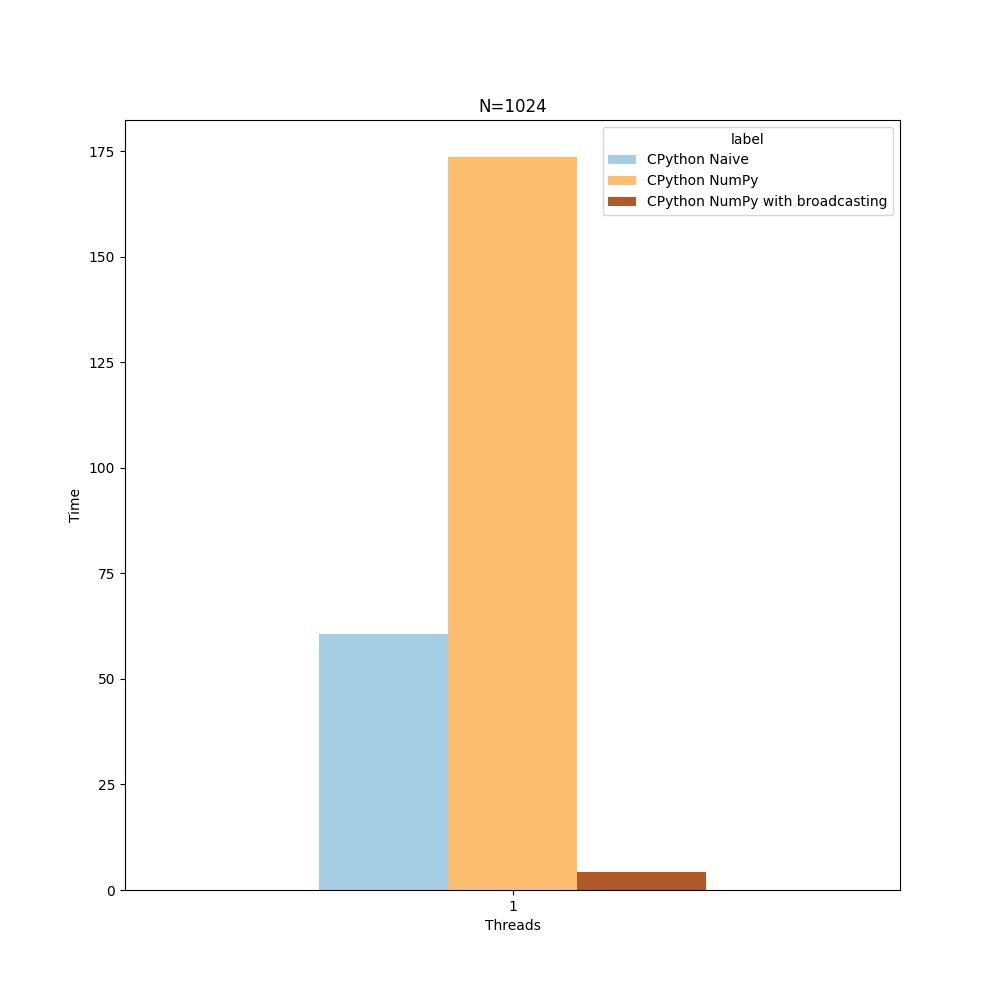 N=1024
label
CPython Naive
CPython NumPy
CPython NumPy with broadcasting
175
150
125
100
75
50
25
0
Time
1
Threads